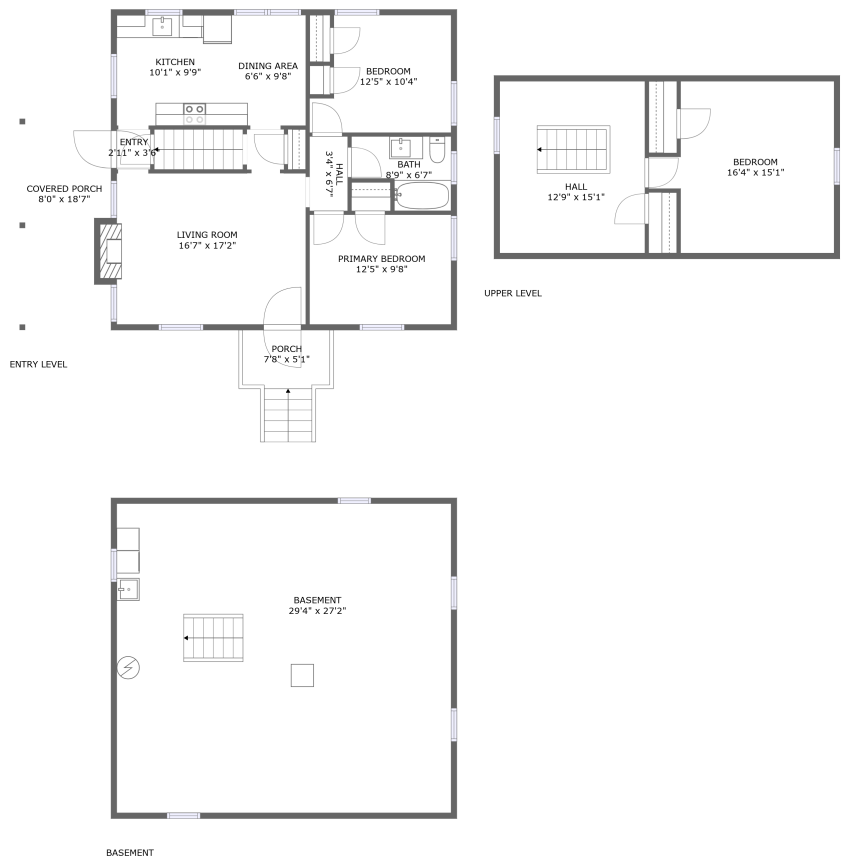 KITCHEN
10'1" x 9'9"
DINING AREA
6'6" x 9'8"
BEDROOM
12'5" x 10'4"
ENTRY
2'11" x 3'6
HALL
3'4" x 6'7"
BATH
8'9" x 6'7"
COVERED PORCH
8'0" x 18'7"
LIVING ROOM
16'7" x 17'2"
PRIMARY BEDROOM
12'5" x 9'8"
PORCH
7'8" x 5'1"
ENTRY LEVEL
HALL
12'9" x 15'1"
BEDROOM
16'4" x 15'1"
UPPER LEVEL
BASEMENT
29'4" x 27'2"
BASEMENT